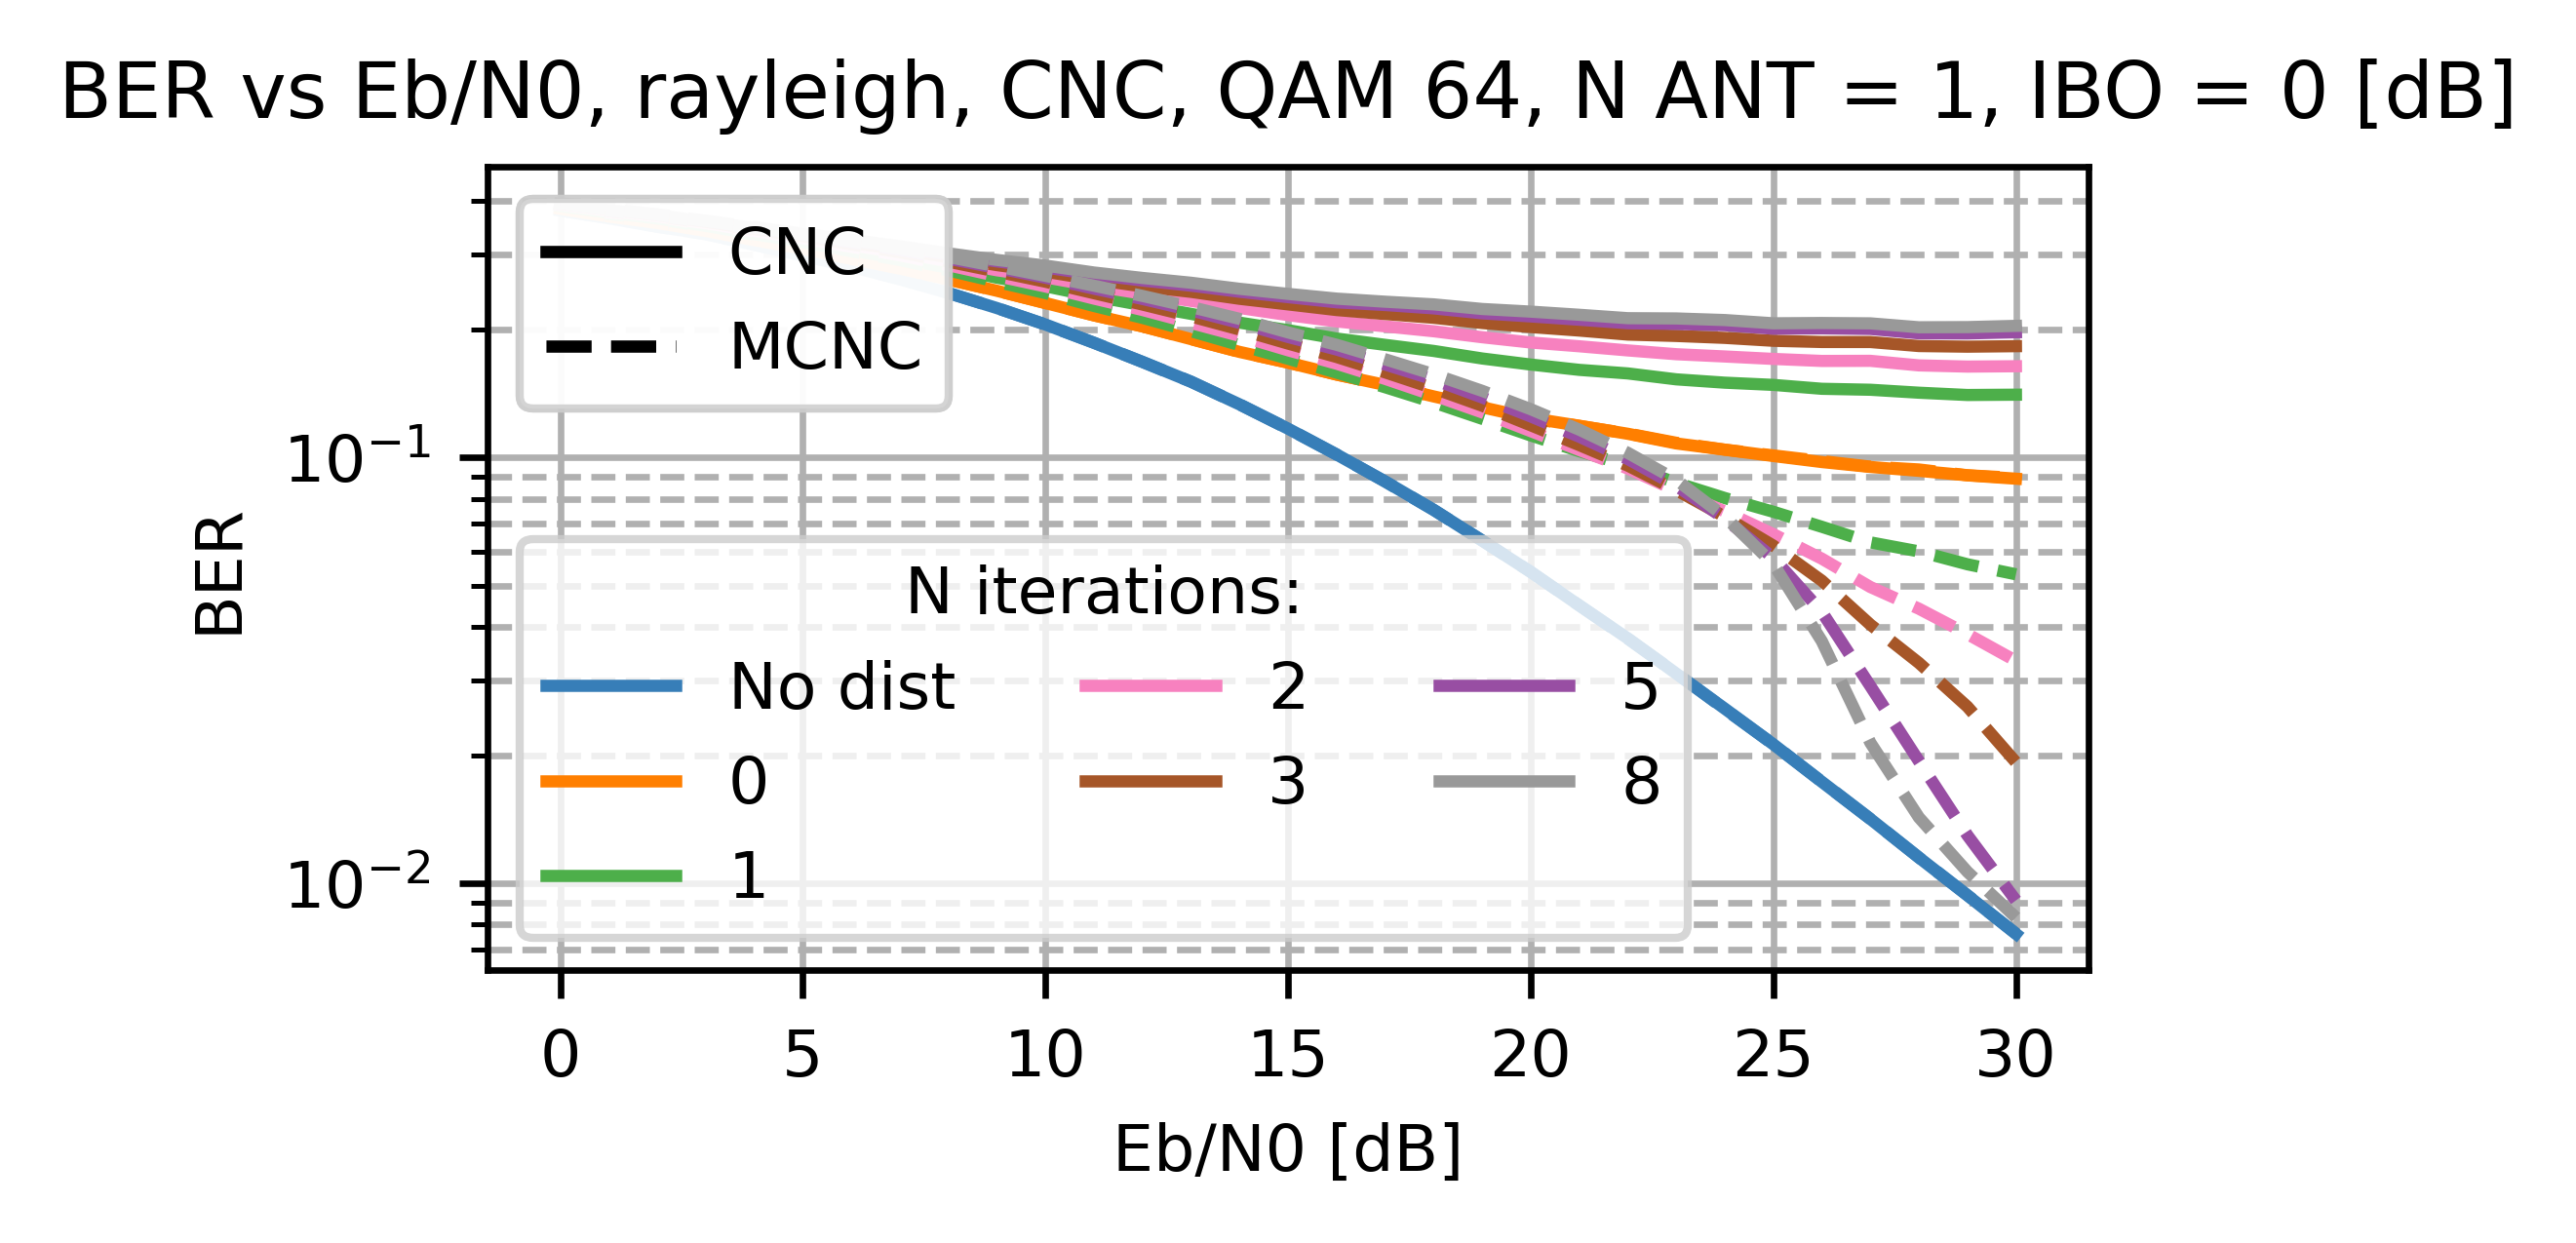 BER vs Eb/N0, rayleigh, CNC, QAM 64, N ANT = 1, IBO = 0 [dB]
CNC
MCNC
10⁻¹
BER
N iterations:
No dist 2 5
0 3 8
1
10⁻²
0 5 10 15 20 25 30
Eb/N0 [dB]